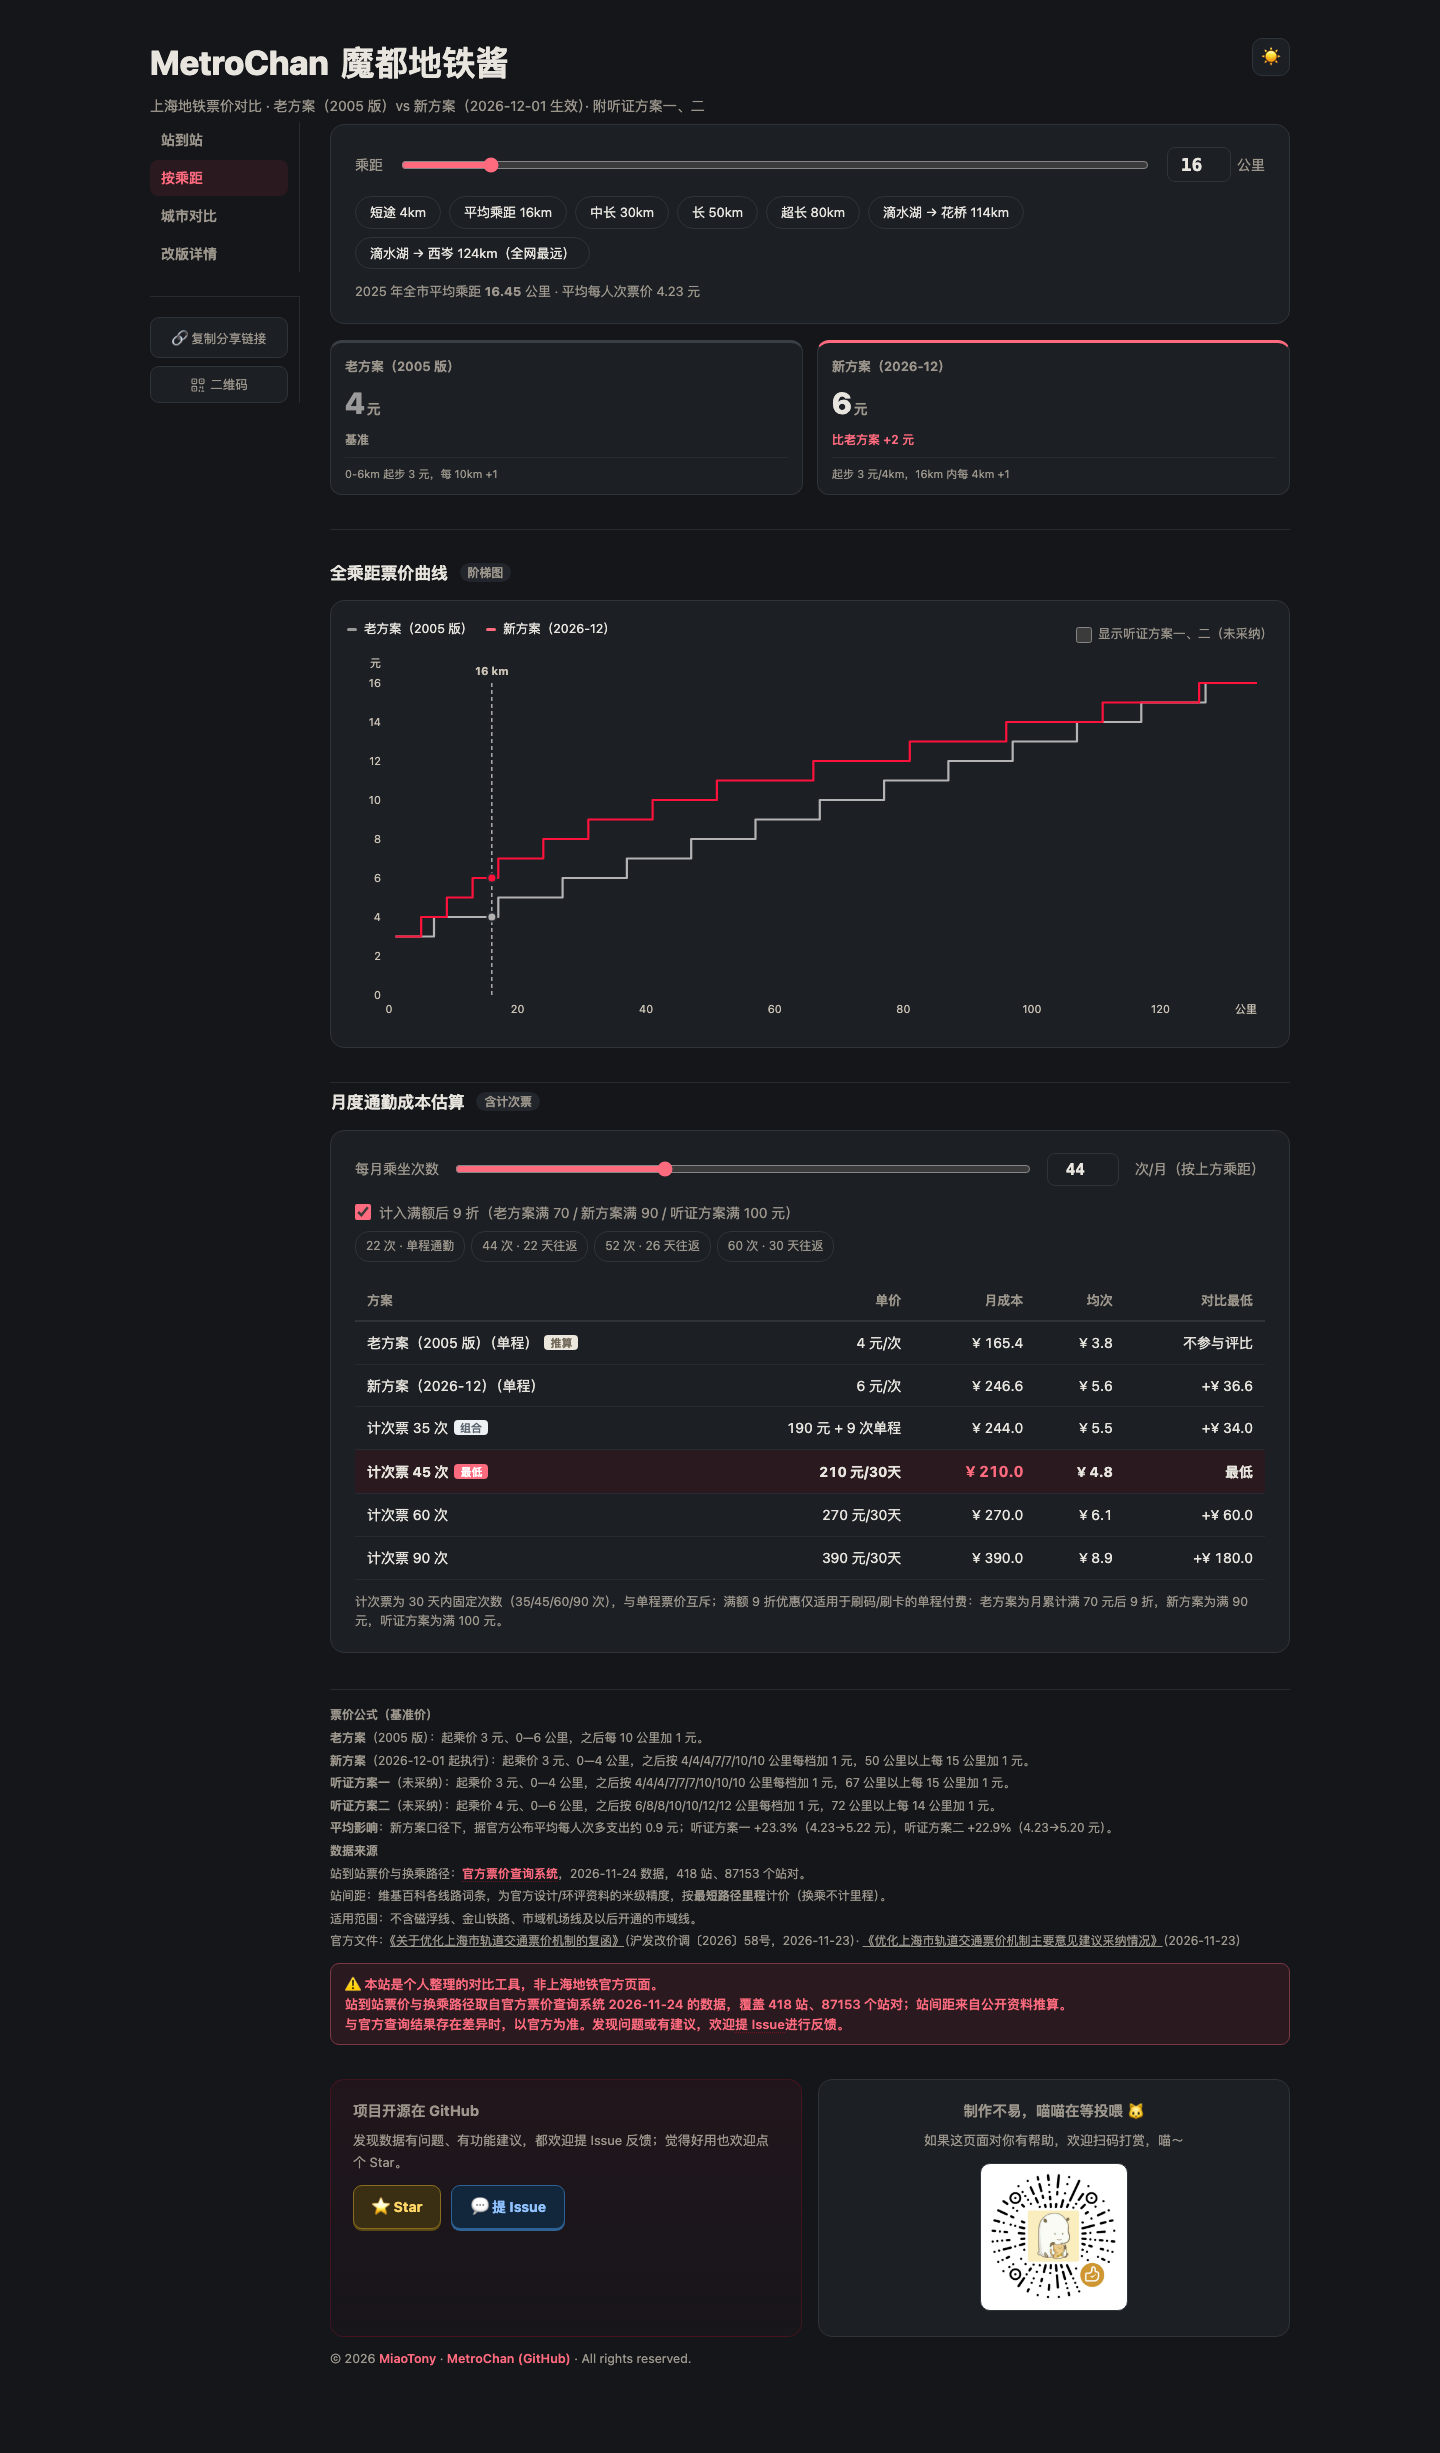 MetroChan 魔都地铁酱
上海地铁票价对比 · 老方案（2005 版）vs 新方案（2026-12-01 生效）· 附听证方案一、二
站到站
按乘距
城市对比
改版详情
🔗 复制分享链接
二维码
乘距 16 公里
短途 4km 平均乘距 16km 中长 30km 长 50km 超长 80km 滴水湖 → 花桥 114km
滴水湖 → 西岑 124km（全网最远）
2025 年全市平均乘距 16.45 公里 · 平均每人次票价 4.23 元
老方案（2005 版）
4 元
基准
0-6km 起步 3 元，每 10km +1
新方案（2026-12）
6 元
比老方案 +2 元
起步 3 元/4km，16km 内每 4km +1
全乘距票价曲线 阶梯图
老方案（2005 版） 新方案（2026-12） 显示听证方案一、二（未采纳）
元
16 km
16
14
12
10
8
6
4
2
0
0 20 40 60 80 100 120 公里
月度通勤成本估算 含计次票
每月乘坐次数 44 次/月（按上方乘距）
计入满额后 9 折（老方案满 70 / 新方案满 90 / 听证方案满 100 元）
22 次 · 单程通勤 44 次 · 22 天往返 52 次 · 26 天往返 60 次 · 30 天往返
方案 单价 月成本 均次 对比最低
老方案（2005 版）（单程） 推算 4 元/次 ¥ 165.4 ¥ 3.8 不参与评比
新方案（2026-12）（单程） 6 元/次 ¥ 246.6 ¥ 5.6 +¥ 36.6
计次票 35 次 组合 190 元 + 9 次单程 ¥ 244.0 ¥ 5.5 +¥ 34.0
计次票 45 次 最低 210 元/30天 ¥ 210.0 ¥ 4.8 最低
计次票 60 次 270 元/30天 ¥ 270.0 ¥ 6.1 +¥ 60.0
计次票 90 次 390 元/30天 ¥ 390.0 ¥ 8.9 +¥ 180.0
计次票为 30 天内固定次数（35/45/60/90 次），与单程票价互斥；满额 9 折优惠仅适用于刷码/刷卡的单程付费：老方案为月累计满 70 元后 9 折，新方案为满 90
元，听证方案为满 100 元。
票价公式（基准价）
老方案（2005 版）：起乘价 3 元、0—6 公里，之后每 10 公里加 1 元。
新方案（2026-12-01 起执行）：起乘价 3 元、0—4 公里，之后按 4/4/4/7/7/10/10 公里每档加 1 元，50 公里以上每 15 公里加 1 元。
听证方案一（未采纳）：起乘价 3 元、0—4 公里，之后按 4/4/4/7/7/7/10/10/10 公里每档加 1 元，67 公里以上每 15 公里加 1 元。
听证方案二（未采纳）：起乘价 4 元、0—6 公里，之后按 6/8/8/10/10/12/12 公里每档加 1 元，72 公里以上每 14 公里加 1 元。
平均影响：新方案口径下，据官方公布平均每人次多支出约 0.9 元；听证方案一 +23.3%（4.23→5.22 元），听证方案二 +22.9%（4.23→5.20 元）。
数据来源
站到站票价与换乘路径：官方票价查询系统，2026-11-24 数据，418 站、87153 个站对。
站间距：维基百科各线路词条，为官方设计/环评资料的米级精度，按最短路径里程计价（换乘不计里程）。
适用范围：不含磁浮线、金山铁路、市域机场线及以后开通的市域线。
官方文件：《关于优化上海市轨道交通票价机制的复函》（沪发改价调〔2026〕58号，2026-11-23）· 《优化上海市轨道交通票价机制主要意见建议采纳情况》（2026-11-23）
⚠️ 本站是个人整理的对比工具，非上海地铁官方页面。
站到站票价与换乘路径取自官方票价查询系统 2026-11-24 的数据，覆盖 418 站、87153 个站对；站间距来自公开资料推算。
与官方查询结果存在差异时，以官方为准。发现问题或有建议，欢迎提 Issue进行反馈。
项目开源在 GitHub
发现数据有问题、有功能建议，都欢迎提 Issue 反馈；觉得好用也欢迎点
个 Star。
⭐ Star 💬 提 Issue
制作不易，喵喵在等投喂 🐱
如果这页面对你有帮助，欢迎扫码打赏，喵～
© 2026 MiaoTony · MetroChan (GitHub) · All rights reserved.